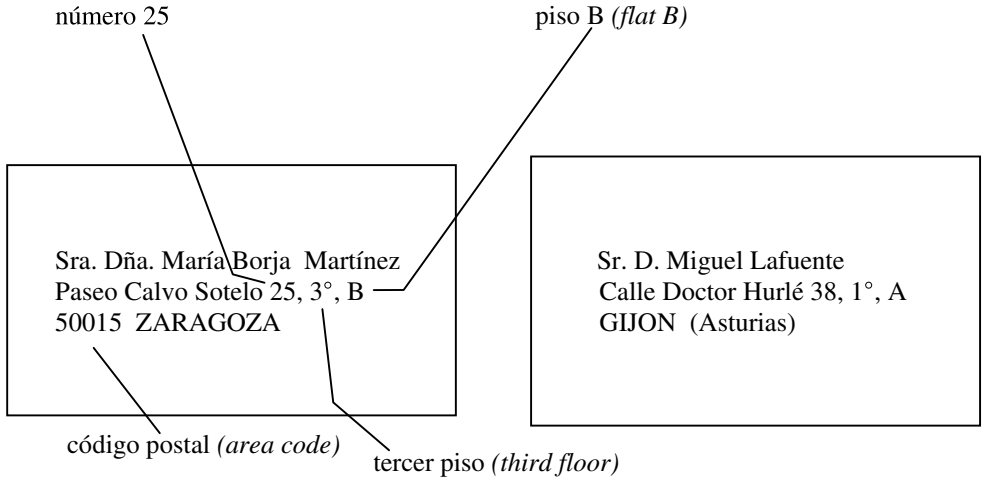 número 25
piso B (flat B)
Sra. Dña. María Borja Martínez
Paseo Calvo Sotelo 25, 3°, B
50015 ZARAGOZA
Sr. D. Miguel Lafuente
Calle Doctor Hurlé 38, 1°, A
GIJON (Asturias)
código postal (area code)
tercer piso (third floor)